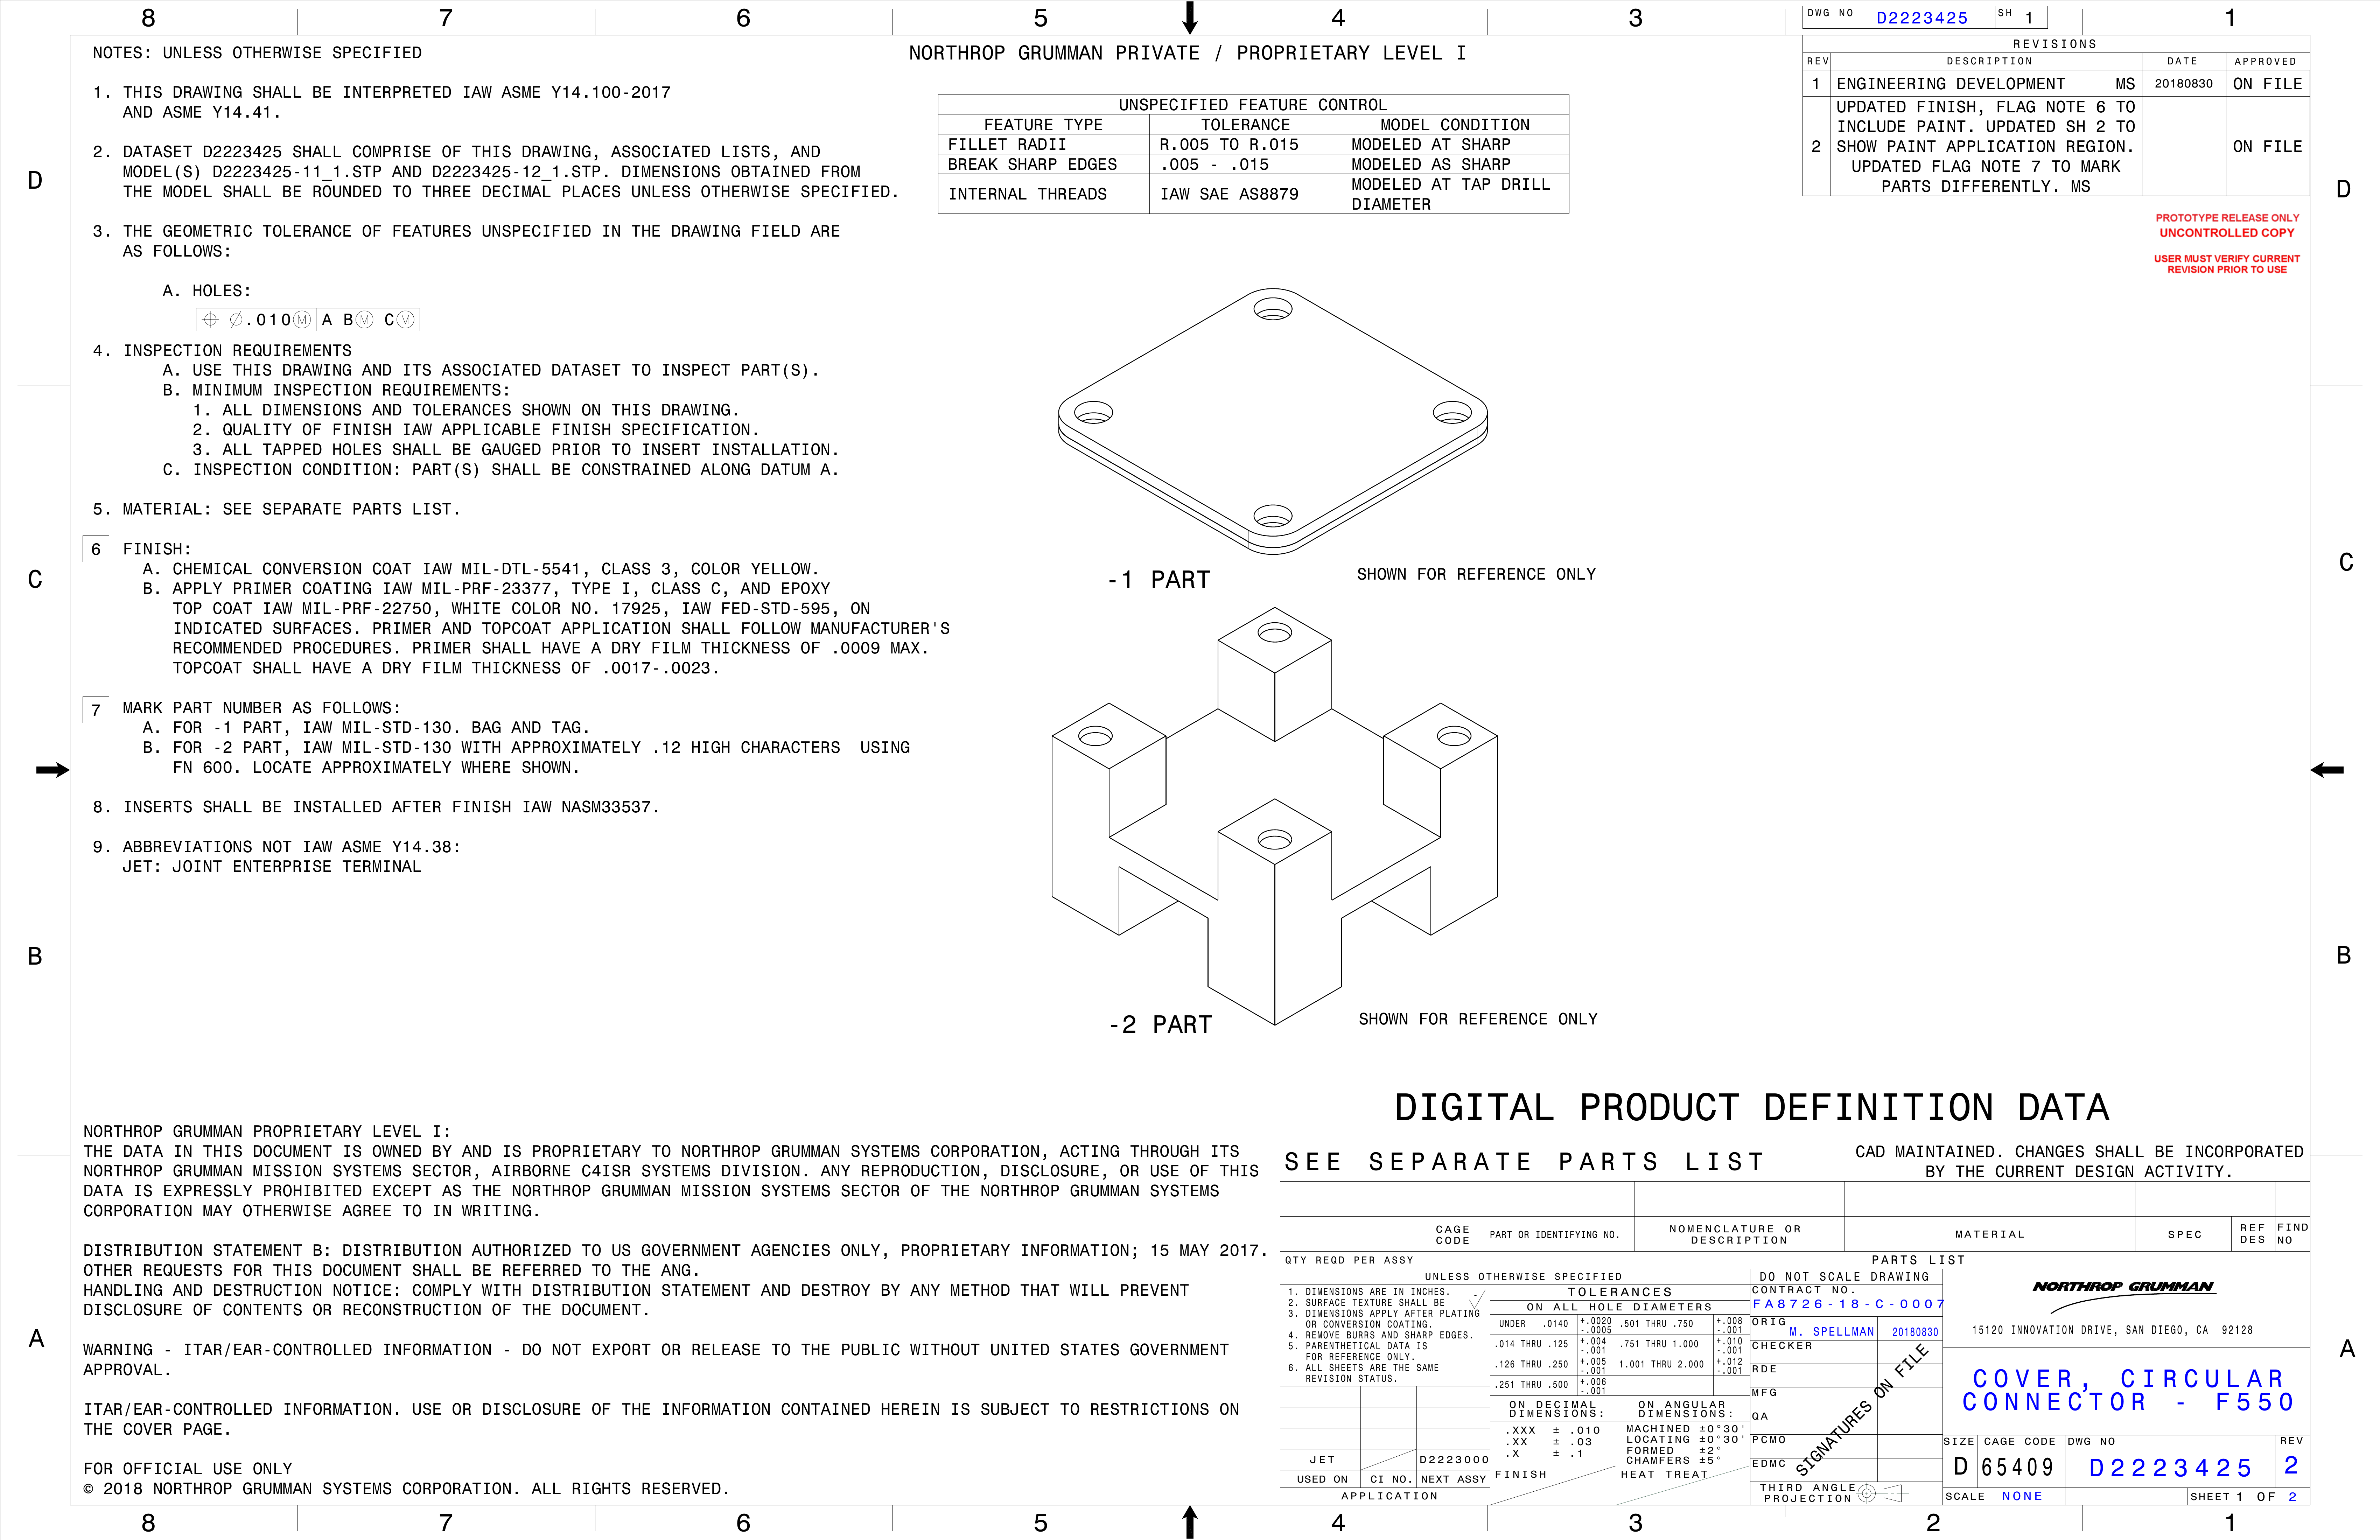 8 7 6 5 4 3 1
DWG NO D2223425 SH 1
NOTES: UNLESS OTHERWISE SPECIFIED
1. THIS DRAWING SHALL BE INTERPRETED IAW ASME Y14.100-2017
AND ASME Y14.41.
2. DATASET D2223425 SHALL COMPRISE OF THIS DRAWING, ASSOCIATED LISTS, AND
MODEL(S) D2223425-11_1.STP AND D2223425-12_1.STP. DIMENSIONS OBTAINED FROM
THE MODEL SHALL BE ROUNDED TO THREE DECIMAL PLACES UNLESS OTHERWISE SPECIFIED.
3. THE GEOMETRIC TOLERANCE OF FEATURES UNSPECIFIED IN THE DRAWING FIELD ARE
AS FOLLOWS:
A. HOLES:
⌖ ∅.010Ⓜ A BⓂ CⓂ
4. INSPECTION REQUIREMENTS
A. USE THIS DRAWING AND ITS ASSOCIATED DATASET TO INSPECT PART(S).
B. MINIMUM INSPECTION REQUIREMENTS:
1. ALL DIMENSIONS AND TOLERANCES SHOWN ON THIS DRAWING.
2. QUALITY OF FINISH IAW APPLICABLE FINISH SPECIFICATION.
3. ALL TAPPED HOLES SHALL BE GAUGED PRIOR TO INSERT INSTALLATION.
C. INSPECTION CONDITION: PART(S) SHALL BE CONSTRAINED ALONG DATUM A.
5. MATERIAL: SEE SEPARATE PARTS LIST.
6 FINISH:
A. CHEMICAL CONVERSION COAT IAW MIL-DTL-5541, CLASS 3, COLOR YELLOW.
B. APPLY PRIMER COATING IAW MIL-PRF-23377, TYPE I, CLASS C, AND EPOXY
TOP COAT IAW MIL-PRF-22750, WHITE COLOR NO. 17925, IAW FED-STD-595, ON
INDICATED SURFACES. PRIMER AND TOPCOAT APPLICATION SHALL FOLLOW MANUFACTURER'S
RECOMMENDED PROCEDURES. PRIMER SHALL HAVE A DRY FILM THICKNESS OF .0009 MAX.
TOPCOAT SHALL HAVE A DRY FILM THICKNESS OF .0017-.0023.
7 MARK PART NUMBER AS FOLLOWS:
A. FOR -1 PART, IAW MIL-STD-130. BAG AND TAG.
B. FOR -2 PART, IAW MIL-STD-130 WITH APPROXIMATELY .12 HIGH CHARACTERS USING
FN 600. LOCATE APPROXIMATELY WHERE SHOWN.
8. INSERTS SHALL BE INSTALLED AFTER FINISH IAW NASM33537.
9. ABBREVIATIONS NOT IAW ASME Y14.38:
JET: JOINT ENTERPRISE TERMINAL
NORTHROP GRUMMAN PRIVATE / PROPRIETARY LEVEL I
UNSPECIFIED FEATURE CONTROL
FEATURE TYPE TOLERANCE MODEL CONDITION
FILLET RADII R.005 TO R.015 MODELED AT SHARP
BREAK SHARP EDGES .005 - .015 MODELED AS SHARP
INTERNAL THREADS IAW SAE AS8879 MODELED AT TAP DRILL
DIAMETER
REVISIONS
REV DESCRIPTION DATE APPROVED
1 ENGINEERING DEVELOPMENT MS 20180830 ON FILE
UPDATED FINISH, FLAG NOTE 6 TO
INCLUDE PAINT. UPDATED SH 2 TO
2 SHOW PAINT APPLICATION REGION. ON FILE
UPDATED FLAG NOTE 7 TO MARK
PARTS DIFFERENTLY. MS
PROTOTYPE RELEASE ONLY
UNCONTROLLED COPY
USER MUST VERIFY CURRENT
REVISION PRIOR TO USE
D D
C C
B B
A A
-1 PART SHOWN FOR REFERENCE ONLY
-2 PART SHOWN FOR REFERENCE ONLY
NORTHROP GRUMMAN PROPRIETARY LEVEL I:
THE DATA IN THIS DOCUMENT IS OWNED BY AND IS PROPRIETARY TO NORTHROP GRUMMAN SYSTEMS CORPORATION, ACTING THROUGH ITS
NORTHROP GRUMMAN MISSION SYSTEMS SECTOR, AIRBORNE C4ISR SYSTEMS DIVISION. ANY REPRODUCTION, DISCLOSURE, OR USE OF THIS
DATA IS EXPRESSLY PROHIBITED EXCEPT AS THE NORTHROP GRUMMAN MISSION SYSTEMS SECTOR OF THE NORTHROP GRUMMAN SYSTEMS
CORPORATION MAY OTHERWISE AGREE TO IN WRITING.
DISTRIBUTION STATEMENT B: DISTRIBUTION AUTHORIZED TO US GOVERNMENT AGENCIES ONLY, PROPRIETARY INFORMATION; 15 MAY 2017.
OTHER REQUESTS FOR THIS DOCUMENT SHALL BE REFERRED TO THE ANG.
HANDLING AND DESTRUCTION NOTICE: COMPLY WITH DISTRIBUTION STATEMENT AND DESTROY BY ANY METHOD THAT WILL PREVENT
DISCLOSURE OF CONTENTS OR RECONSTRUCTION OF THE DOCUMENT.
WARNING - ITAR/EAR-CONTROLLED INFORMATION - DO NOT EXPORT OR RELEASE TO THE PUBLIC WITHOUT UNITED STATES GOVERNMENT
APPROVAL.
ITAR/EAR-CONTROLLED INFORMATION. USE OR DISCLOSURE OF THE INFORMATION CONTAINED HEREIN IS SUBJECT TO RESTRICTIONS ON
THE COVER PAGE.
FOR OFFICIAL USE ONLY
© 2018 NORTHROP GRUMMAN SYSTEMS CORPORATION. ALL RIGHTS RESERVED.
DIGITAL PRODUCT DEFINITION DATA
SEE SEPARATE PARTS LIST
CAD MAINTAINED. CHANGES SHALL BE INCORPORATED
BY THE CURRENT DESIGN ACTIVITY.
CAGE CODE PART OR IDENTIFYING NO. NOMENCLATURE OR DESCRIPTION MATERIAL SPEC REF DES FIND NO
QTY REQD PER ASSY PARTS LIST
UNLESS OTHERWISE SPECIFIED
1. DIMENSIONS ARE IN INCHES.
2. SURFACE TEXTURE SHALL BE
3. DIMENSIONS APPLY AFTER PLATING
OR CONVERSION COATING.
4. REMOVE BURRS AND SHARP EDGES.
5. PARENTHETICAL DATA IS
FOR REFERENCE ONLY.
6. ALL SHEETS ARE THE SAME
REVISION STATUS.
TOLERANCES
ON ALL HOLE DIAMETERS
UNDER .0140 +.0020 -.0005 .501 THRU .750 +.008 -.001
.014 THRU .125 +.004 -.001 .751 THRU 1.000 +.010 -.001
.126 THRU .250 +.005 -.001 1.001 THRU 2.000 +.012 -.001
.251 THRU .500 +.006 -.001
ON DECIMAL DIMENSIONS: ON ANGULAR DIMENSIONS:
.XXX ± .010 MACHINED ±0°30'
.XX ± .03 LOCATING ±0°30'
.X ± .1 FORMED ±2°
CHAMFERS ±5°
FINISH HEAT TREAT
JET D2223000
USED ON CI NO. NEXT ASSY
APPLICATION
DO NOT SCALE DRAWING
CONTRACT NO.
FA8726-18-C-0007
ORIG M. SPELLMAN 20180830
CHECKER
RDE
MFG
QA
PCMO
EDMC
SIGNATURES ON FILE
THIRD ANGLE
PROJECTION
NORTHROP GRUMMAN
15120 INNOVATION DRIVE, SAN DIEGO, CA 92128
COVER, CIRCULAR
CONNECTOR - F550
SIZE CAGE CODE DWG NO REV
D 65409 D2223425 2
SCALE NONE SHEET 1 OF 2
8 7 6 5 4 3 2 1